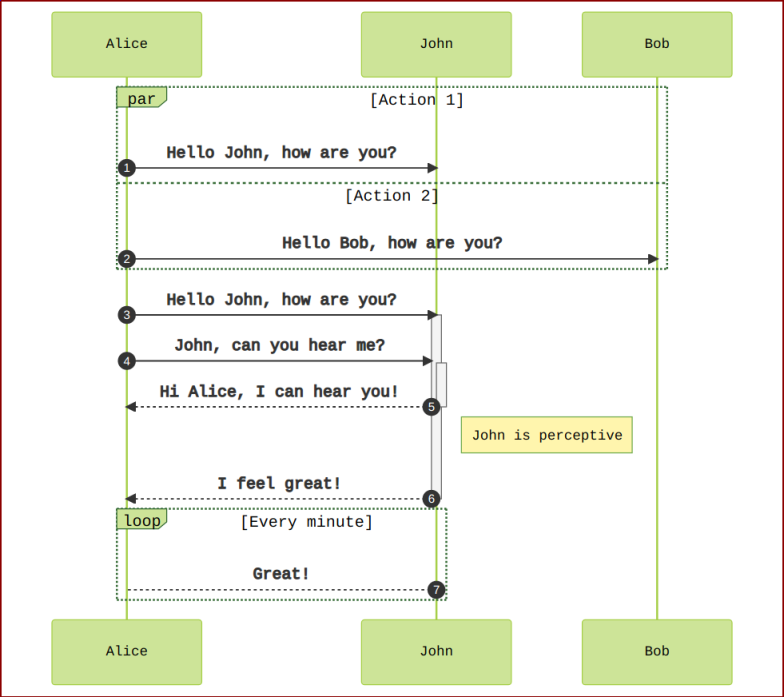 Alice
John
Bob
par
[Action 1]
Hello John, how are you?
1
[Action 2]
Hello Bob, how are you?
2
Hello John, how are you?
3
John, can you hear me?
4
Hi Alice, I can hear you!
5
John is perceptive
I feel great!
6
loop
[Every minute]
Great!
7
Alice
John
Bob